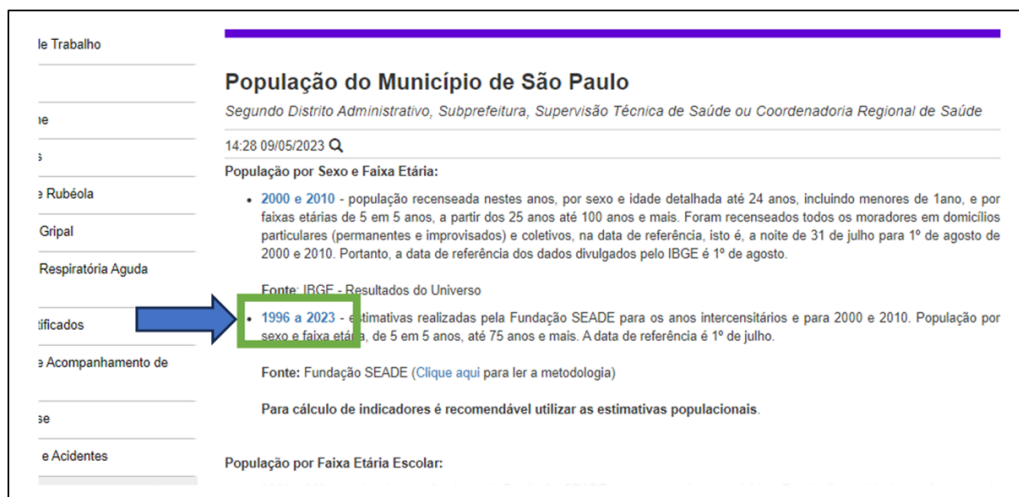 le Trabalho
ne
s
e Rubéola
Gripal
Respiratória Aguda
tificados
e Acompanhamento de
se
e Acidentes
População do Município de São Paulo
Segundo Distrito Administrativo, Subprefeitura, Supervisão Técnica de Saúde ou Coordenadoria Regional de Saúde
14:28 09/05/2023
População por Sexo e Faixa Etária:
• 2000 e 2010 - população recenseada nestes anos, por sexo e idade detalhada até 24 anos, incluindo menores de 1ano, e por
faixas etárias de 5 em 5 anos, a partir dos 25 anos até 100 anos e mais. Foram recenseados todos os moradores em domicílios
particulares (permanentes e improvisados) e coletivos, na data de referência, isto é, a noite de 31 de julho para 1º de agosto de
2000 e 2010. Portanto, a data de referência dos dados divulgados pelo IBGE é 1º de agosto.
Fonte: IBGE - Resultados do Universo
• 1996 a 2023 - estimativas realizadas pela Fundação SEADE para os anos intercensitários e para 2000 e 2010. População por
sexo e faixa etária, de 5 em 5 anos, até 75 anos e mais. A data de referência é 1º de julho.
Fonte: Fundação SEADE (Clique aqui para ler a metodologia)
Para cálculo de indicadores é recomendável utilizar as estimativas populacionais.
População por Faixa Etária Escolar: